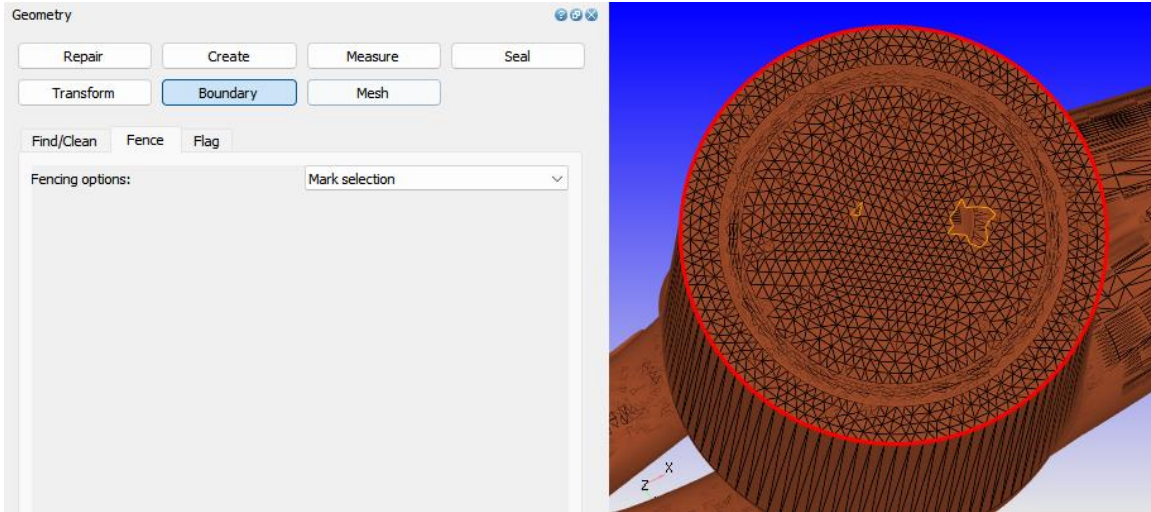 Geometry
Repair Create Measure Seal
Transform Boundary Mesh
Find/Clean Fence Flag
Fencing options: Mark selection
X
Z